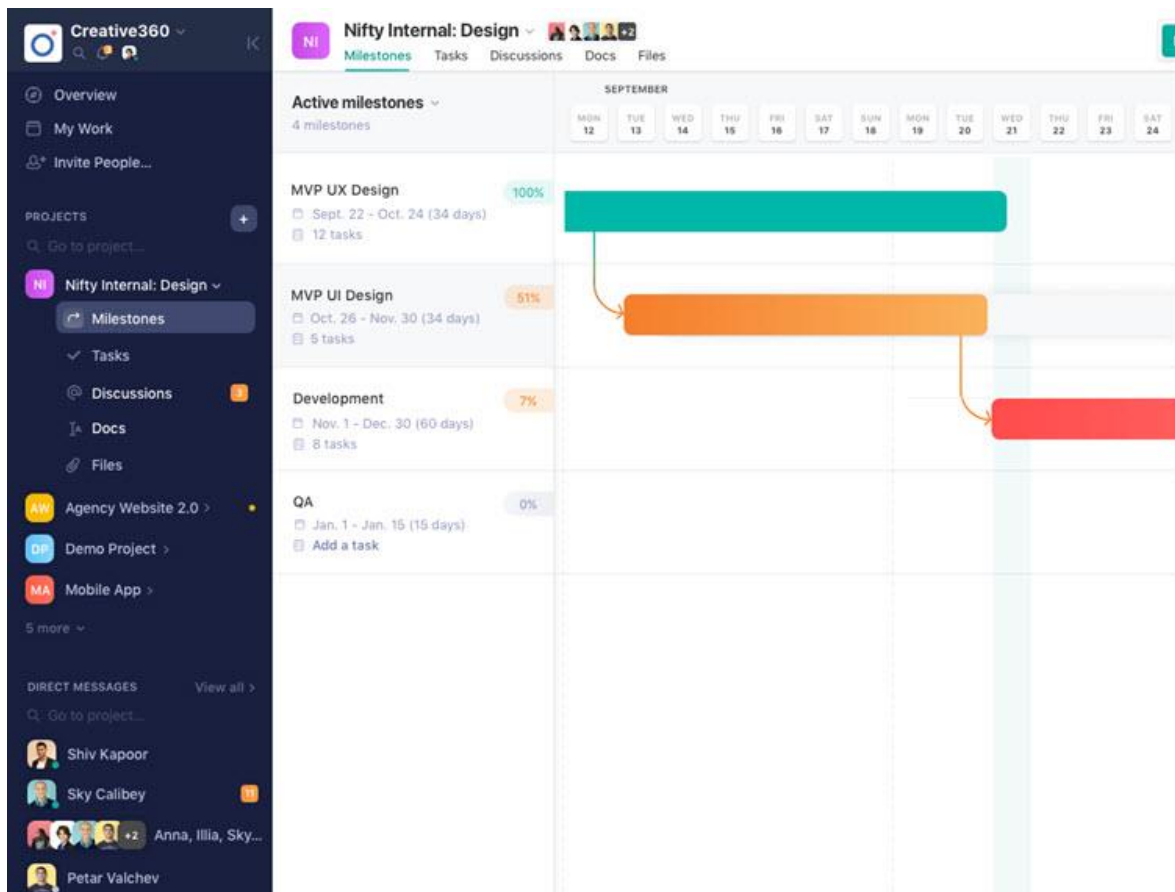 Creative360
Overview
My Work
Invite People...
PROJECTS
+
Go to project...
NI Nifty Internal: Design
Milestones
Tasks
Discussions 3
Docs
Files
AW Agency Website 2.0 >
DP Demo Project >
MA Mobile App >
5 more
DIRECT MESSAGES View all >
Go to project...
Shiv Kapoor
Sky Calibey 11
+2 Anna, Illia, Sky...
Petar Valchev
NI Nifty Internal: Design +2
Milestones Tasks Discussions Docs Files
Active milestones
4 milestones
SEPTEMBER
MON TUE WED THU FRI SAT SUN MON TUE WED THU FRI SAT
12 13 14 15 16 17 18 19 20 21 22 23 24
MVP UX Design 100%
Sept. 22 - Oct. 24 (34 days)
12 tasks
MVP UI Design 51%
Oct. 26 - Nov. 30 (34 days)
5 tasks
Development 7%
Nov. 1 - Dec. 30 (60 days)
8 tasks
QA 0%
Jan. 1 - Jan. 15 (15 days)
Add a task